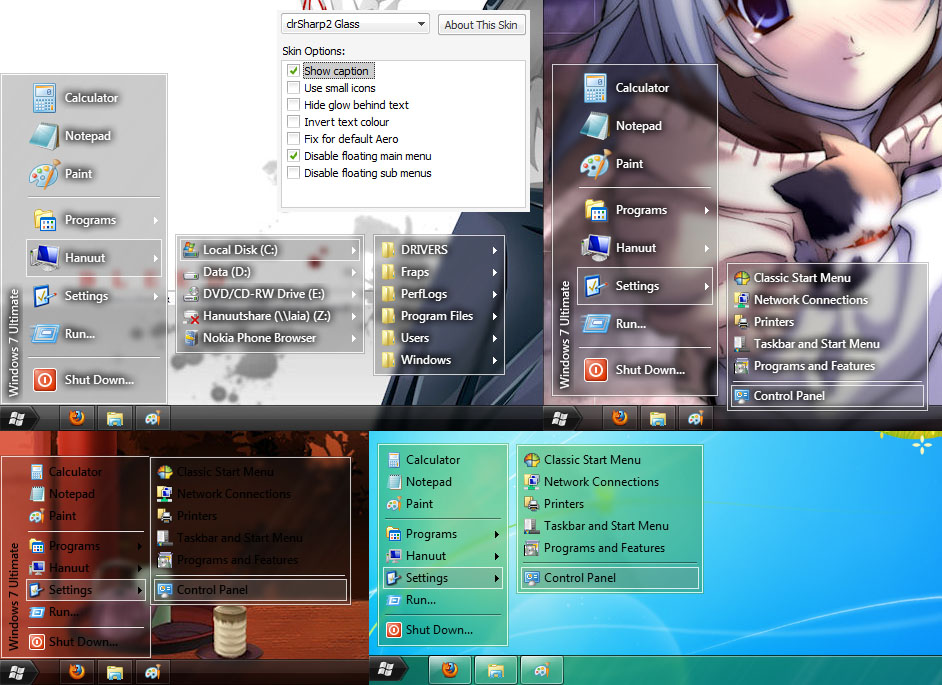 clrSharp2 Glass
About This Skin
Skin Options:
Show caption
Use small icons
Hide glow behind text
Invert text colour
Fix for default Aero
Disable floating main menu
Disable floating sub menus
Windows 7 Ultimate
Calculator
Notepad
Paint
Programs
Hanuut
Settings
Run...
Shut Down...
Local Disk (C:)
Data (D:)
DVD/CD-RW Drive (E:)
Hanuutshare (\\laia) (Z:)
Nokia Phone Browser
DRIVERS
Fraps
PerfLogs
Program Files
Users
Windows
Windows 7 Ultimate
Calculator
Notepad
Paint
Programs
Hanuut
Settings
Run...
Shut Down...
Classic Start Menu
Network Connections
Printers
Taskbar and Start Menu
Programs and Features
Control Panel
Windows 7 Ultimate
Calculator
Notepad
Paint
Programs
Hanuut
Settings
Run...
Shut Down...
Classic Start Menu
Network Connections
Printers
Taskbar and Start Menu
Programs and Features
Control Panel
Calculator
Notepad
Paint
Programs
Hanuut
Settings
Run...
Shut Down...
Classic Start Menu
Network Connections
Printers
Taskbar and Start Menu
Programs and Features
Control Panel